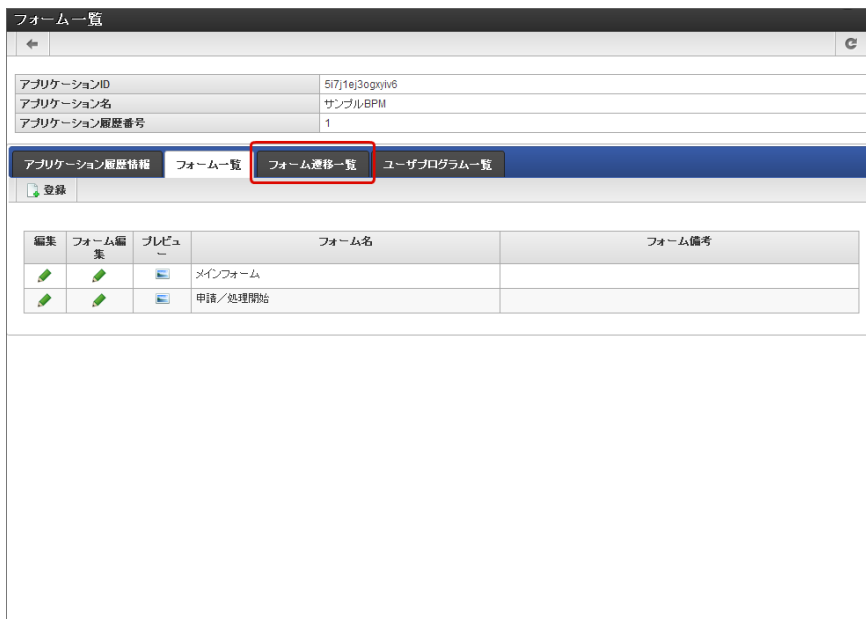 フォーム一覧
アプリケーションID 5i7j1ej3ogxyiv6
アプリケーション名 サンプルBPM
アプリケーション履歴番号 1
アプリケーション履歴情報 フォーム一覧 フォーム遷移一覧 ユーザプログラム一覧
登録
編集 フォーム編集 プレビュー フォーム名 フォーム備考
メインフォーム
申請／処理開始